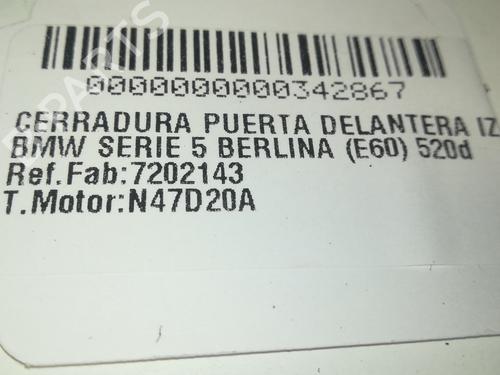 0000000000342867
CERRADURA PUERTA DELANTERA IZ
BMW SERIE 5 BERLINA (E60) 520d
Ref.Fab:7202143
T.Motor:N47D20A